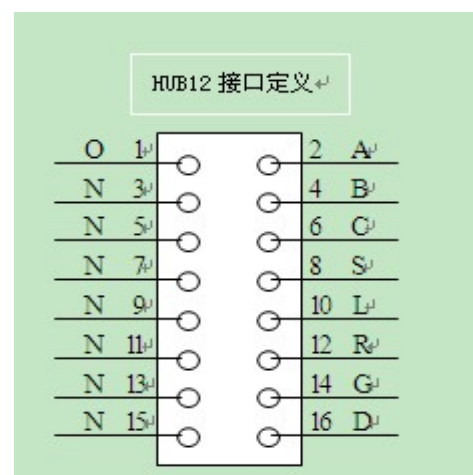 HUB12 接口定义↵
O 1↵ 2 A↵
N 3↵ 4 B↵
N 5↵ 6 C↵
N 7↵ 8 S↵
N 9↵ 10 L↵
N 11↵ 12 R↵
N 13↵ 14 G↵
N 15↵ 16 D↵